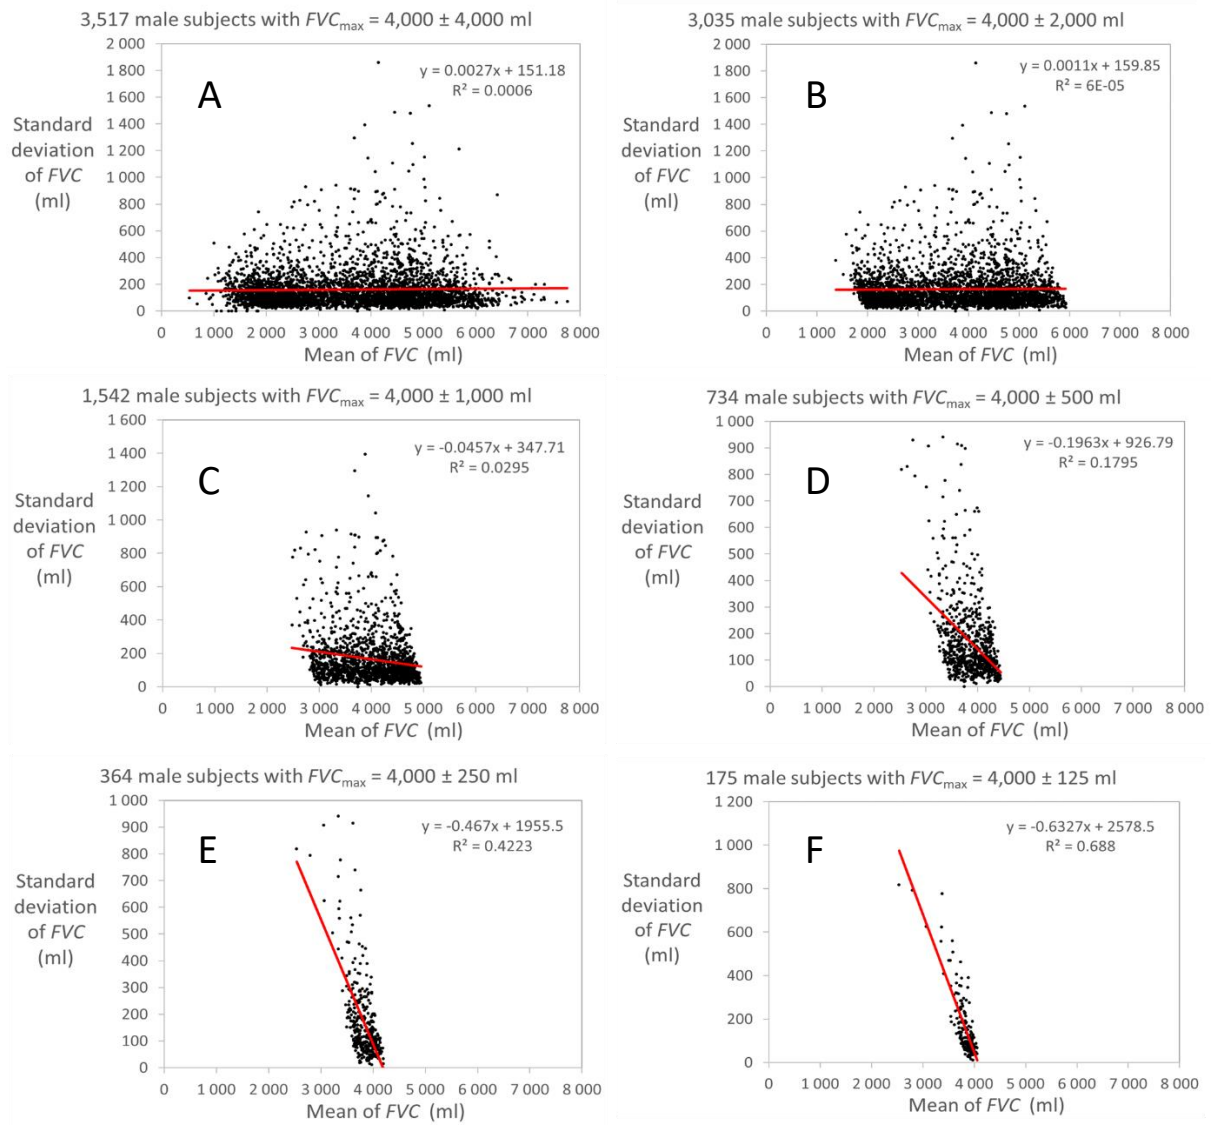 3,517 male subjects with FVCmax = 4,000 ± 4,000 ml
2 000
1 800
1 600
1 400
1 200
1 000
800
600
400
200
0
Standard
deviation
of FVC
(ml)
A
y = 0.0027x + 151.18
R² = 0.0006
0 1 000 2 000 3 000 4 000 5 000 6 000 7 000 8 000
Mean of FVC (ml)
3,035 male subjects with FVCmax = 4,000 ± 2,000 ml
2 000
1 800
1 600
1 400
1 200
1 000
800
600
400
200
0
Standard
deviation
of FVC
(ml)
B
y = 0.0011x + 159.85
R² = 6E-05
0 1 000 2 000 3 000 4 000 5 000 6 000 7 000 8 000
Mean of FVC (ml)
1,542 male subjects with FVCmax = 4,000 ± 1,000 ml
1 600
1 400
1 200
1 000
800
600
400
200
0
Standard
deviation
of FVC
(ml)
C
y = -0.0457x + 347.71
R² = 0.0295
0 1 000 2 000 3 000 4 000 5 000 6 000 7 000 8 000
Mean of FVC (ml)
734 male subjects with FVCmax = 4,000 ± 500 ml
1 000
900
800
700
600
500
400
300
200
100
0
Standard
deviation
of FVC
(ml)
D
y = -0.1963x + 926.79
R² = 0.1795
0 1 000 2 000 3 000 4 000 5 000 6 000 7 000 8 000
Mean of FVC (ml)
364 male subjects with FVCmax = 4,000 ± 250 ml
1 000
900
800
700
600
500
400
300
200
100
0
Standard
deviation
of FVC
(ml)
E
y = -0.467x + 1955.5
R² = 0.4223
0 1 000 2 000 3 000 4 000 5 000 6 000 7 000 8 000
Mean of FVC (ml)
175 male subjects with FVCmax = 4,000 ± 125 ml
1 200
1 000
800
600
400
200
0
Standard
deviation
of FVC
(ml)
F
y = -0.6327x + 2578.5
R² = 0.688
0 1 000 2 000 3 000 4 000 5 000 6 000 7 000 8 000
Mean of FVC (ml)